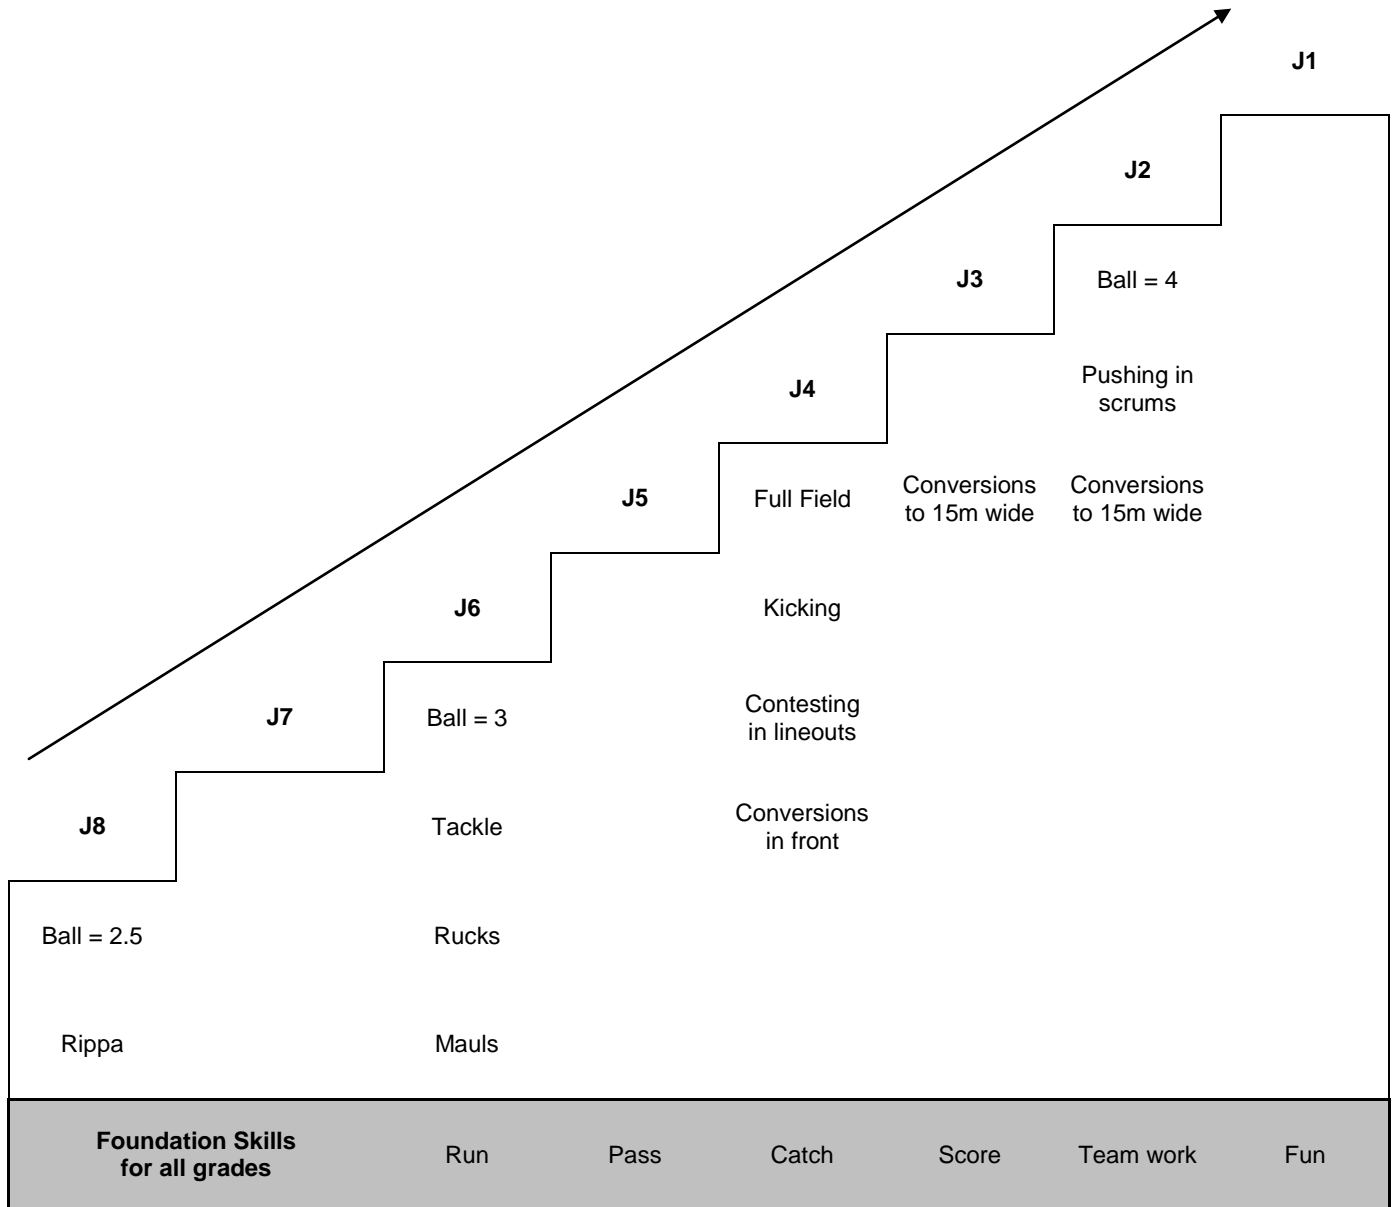 J1
J2
J3
Ball = 4
J4
Pushing in
scrums
J5
Full Field
Conversions
to 15m wide
Conversions
to 15m wide
J6
Kicking
J7
Ball = 3
Contesting
in lineouts
J8
Tackle
Conversions
in front
Ball = 2.5
Rucks
Rippa
Mauls
Foundation Skills
for all grades
Run
Pass
Catch
Score
Team work
Fun